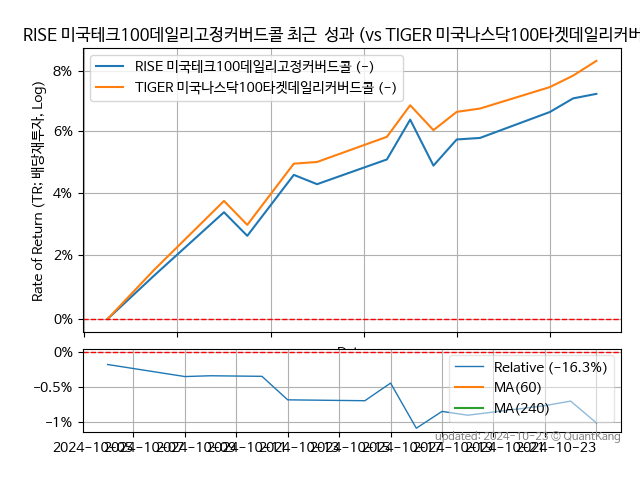 RISE 미국테크100데일리고정커버드콜 최근 성과 (vs TIGER 미국나스닥100타겟데일리커버
RISE 미국테크100데일리고정커버드콜 (-)
TIGER 미국나스닥100타겟데일리커버드콜 (-)
Rate of Return (TR: 배당재투자, Log)
8%
6%
4%
2%
0%
0%
-0.5%
-1%
Relative (-16.3%)
MA(60)
MA(240)
updated: 2024-10-23 © QuantKang